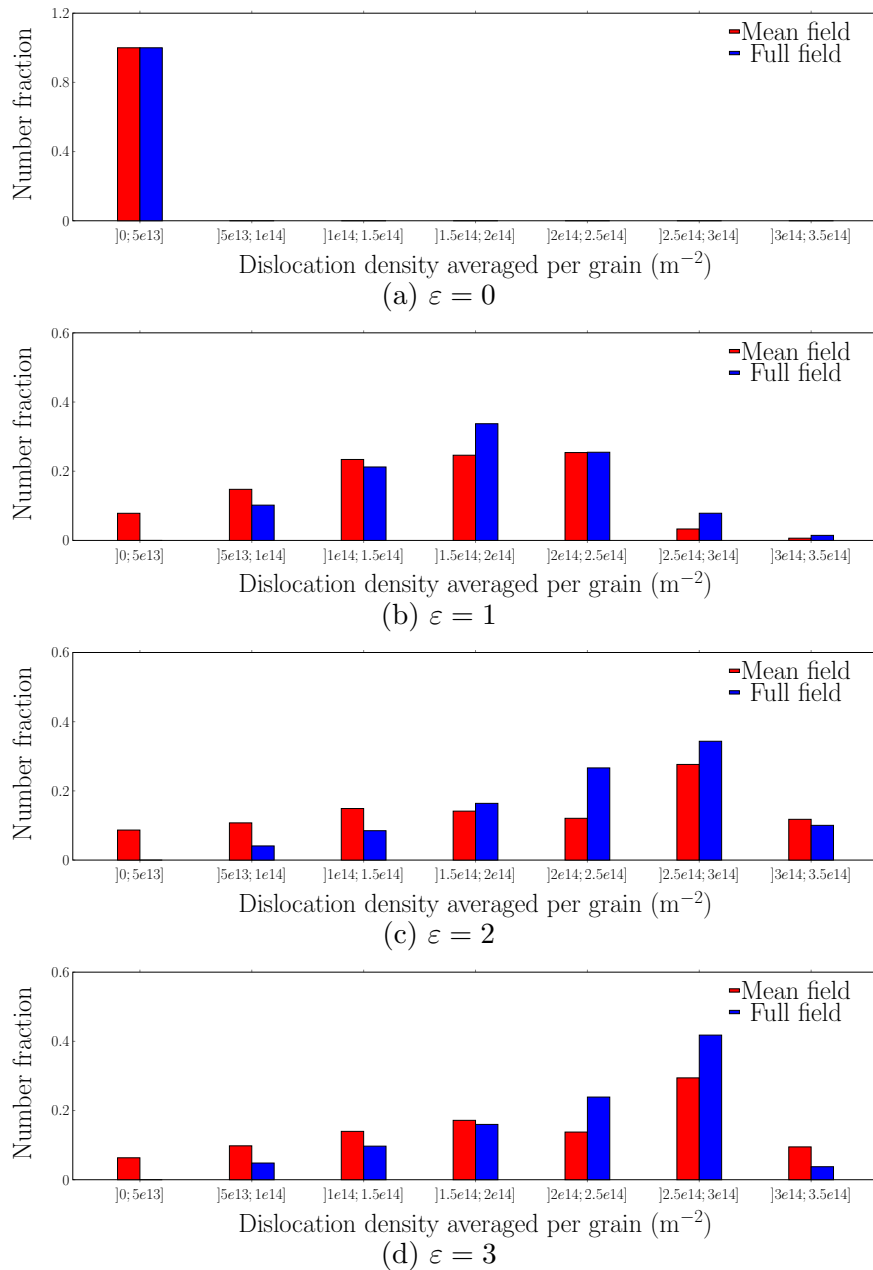 1.2
Mean field
Full field
0.8
0.4
0
Number fraction
]0; 5e13] ]5e13; 1e14] ]1e14; 1.5e14] ]1.5e14; 2e14] ]2e14; 2.5e14] ]2.5e14; 3e14] ]3e14; 3.5e14]
Dislocation density averaged per grain (m⁻²)
(a) ε = 0
0.6
Mean field
Full field
0.4
0.2
0
Number fraction
]0; 5e13] ]5e13; 1e14] ]1e14; 1.5e14] ]1.5e14; 2e14] ]2e14; 2.5e14] ]2.5e14; 3e14] ]3e14; 3.5e14]
Dislocation density averaged per grain (m⁻²)
(b) ε = 1
0.6
Mean field
Full field
0.4
0.2
0
Number fraction
]0; 5e13] ]5e13; 1e14] ]1e14; 1.5e14] ]1.5e14; 2e14] ]2e14; 2.5e14] ]2.5e14; 3e14] ]3e14; 3.5e14]
Dislocation density averaged per grain (m⁻²)
(c) ε = 2
0.6
Mean field
Full field
0.4
0.2
0
Number fraction
]0; 5e13] ]5e13; 1e14] ]1e14; 1.5e14] ]1.5e14; 2e14] ]2e14; 2.5e14] ]2.5e14; 3e14] ]3e14; 3.5e14]
Dislocation density averaged per grain (m⁻²)
(d) ε = 3